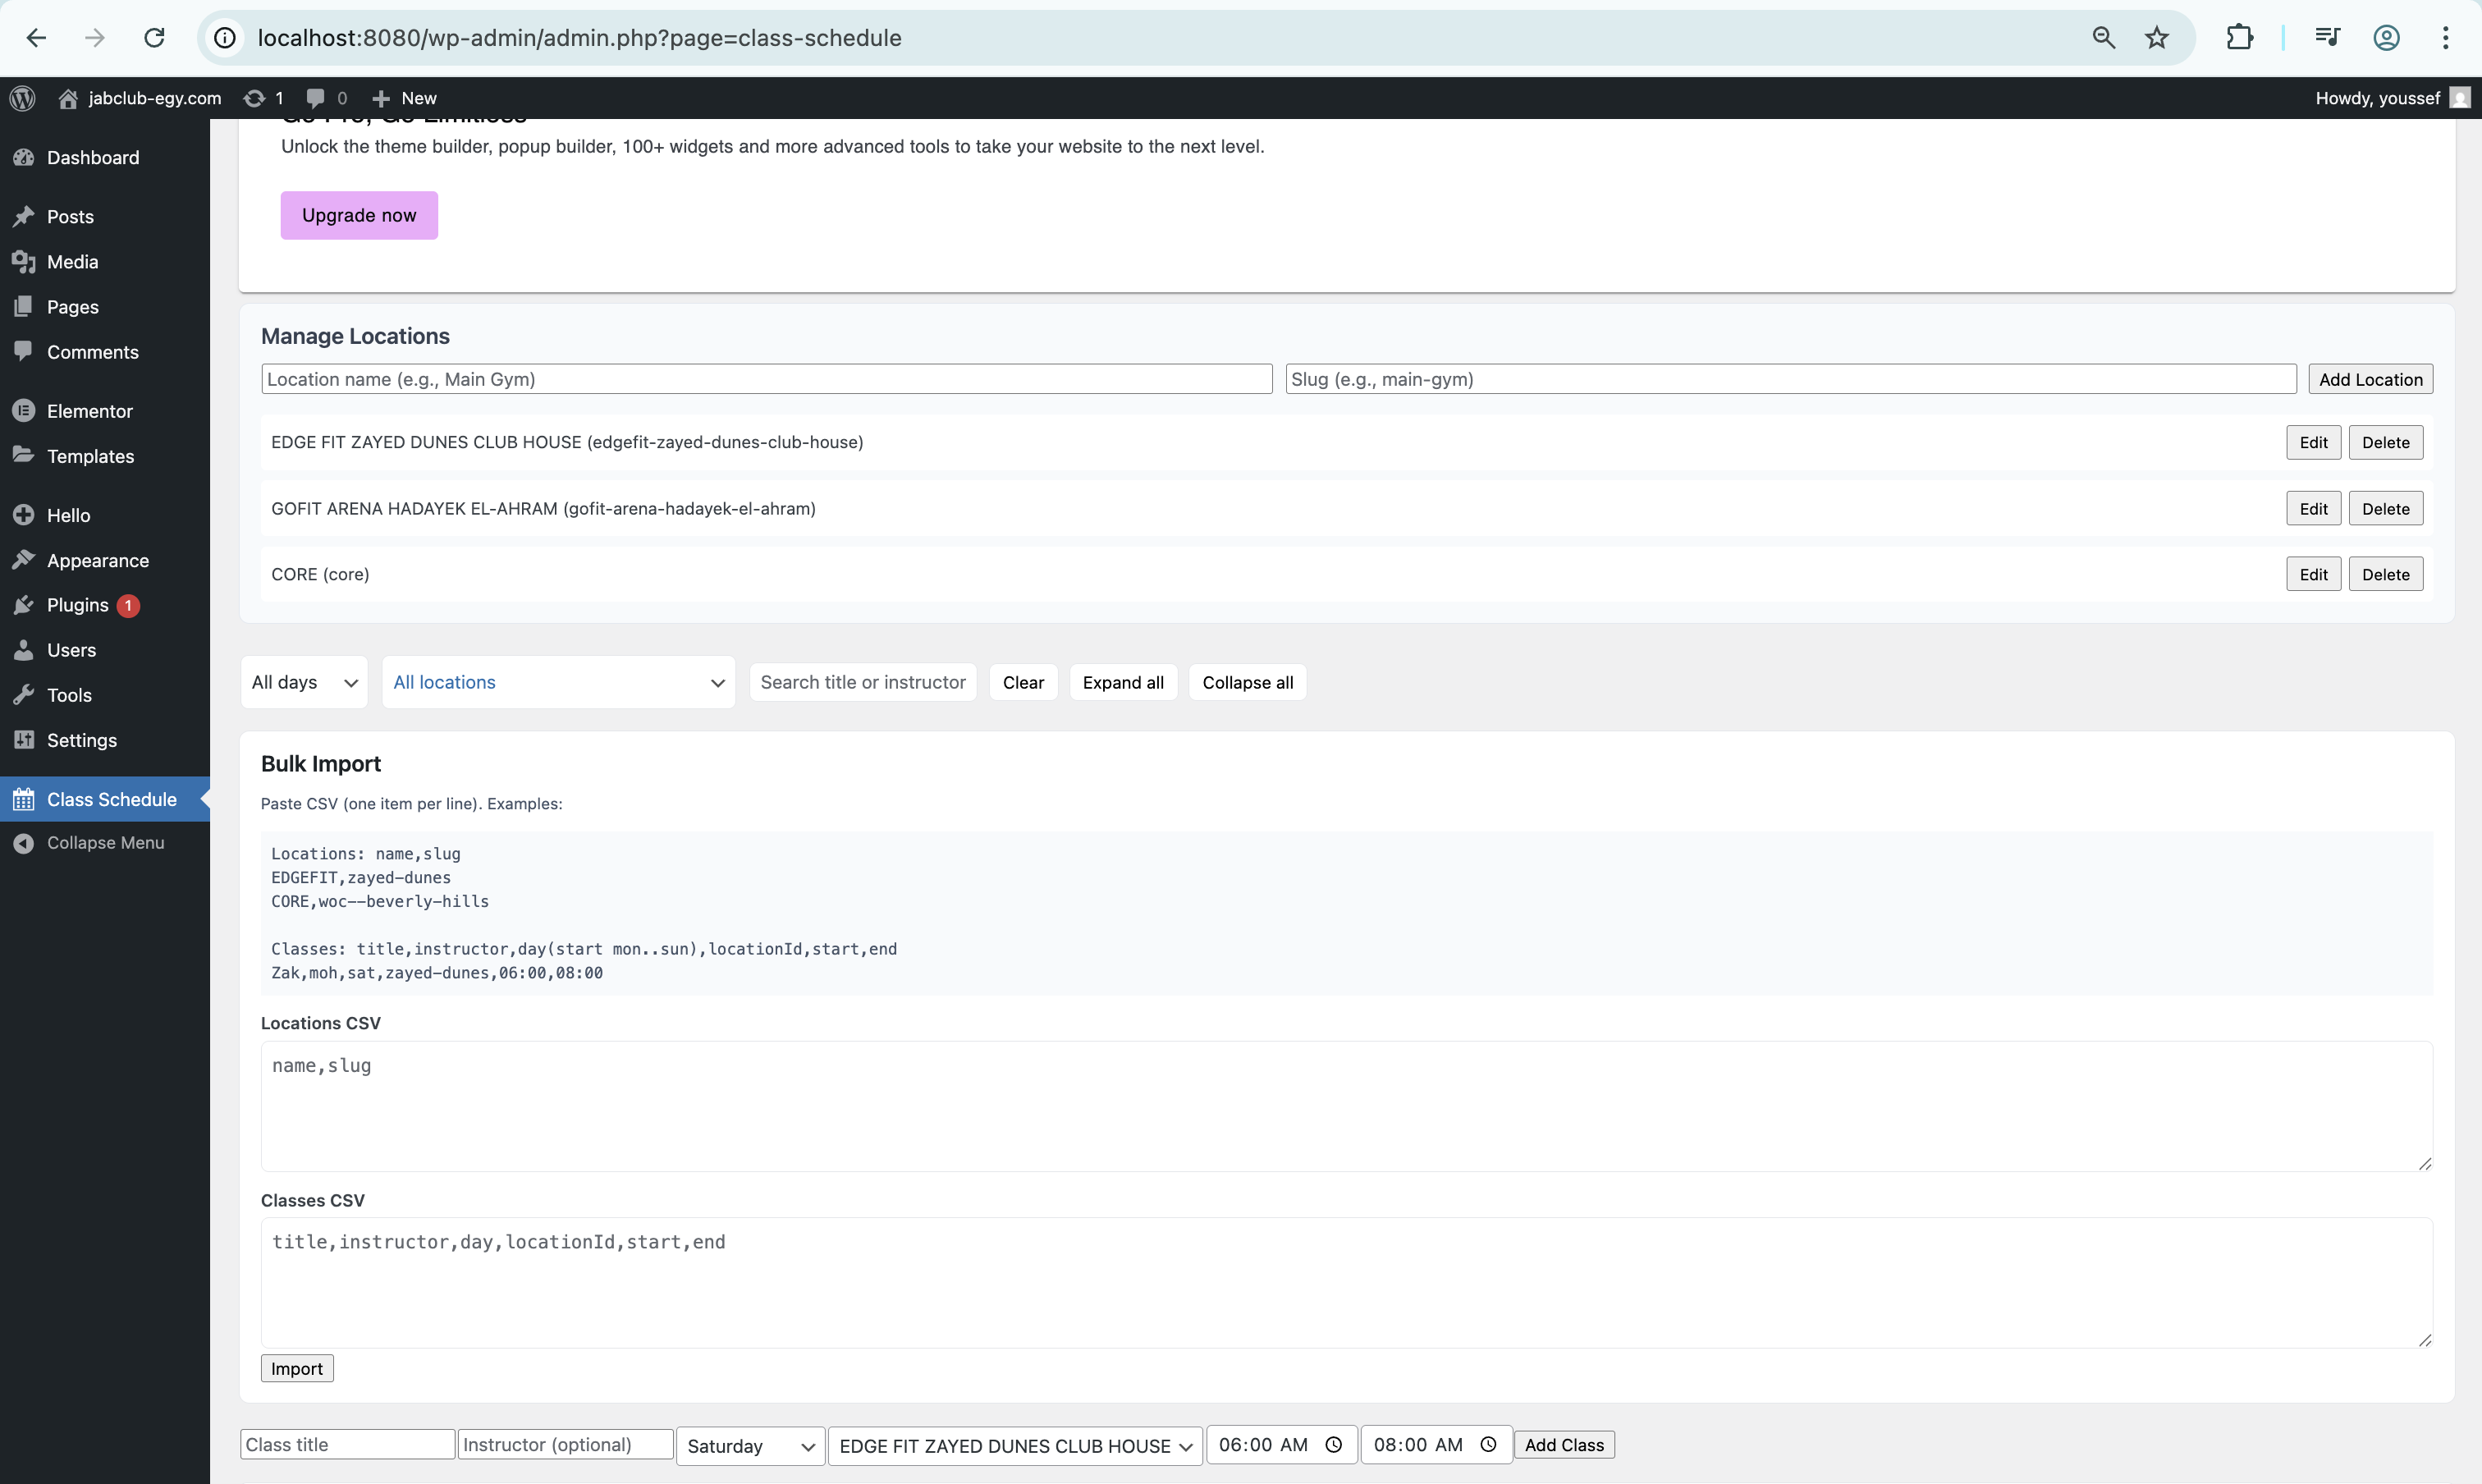 localhost:8080/wp-admin/admin.php?page=class-schedule
jabclub-egy.com 1 0 New Howdy, youssef
Go Pro, Go Limitless
Unlock the theme builder, popup builder, 100+ widgets and more advanced tools to take your website to the next level.
Upgrade now
Dashboard
Posts
Media
Pages
Comments
Elementor
Templates
Hello
Appearance
Plugins 1
Users
Tools
Settings
Class Schedule
Collapse Menu
Manage Locations
Location name (e.g., Main Gym) Slug (e.g., main-gym) Add Location
EDGE FIT ZAYED DUNES CLUB HOUSE (edgefit-zayed-dunes-club-house) Edit Delete
GOFIT ARENA HADAYEK EL-AHRAM (gofit-arena-hadayek-el-ahram) Edit Delete
CORE (core) Edit Delete
All days All locations Search title or instructor Clear Expand all Collapse all
Bulk Import
Paste CSV (one item per line). Examples:
Locations: name,slug
EDGEFIT,zayed-dunes
CORE,woc--beverly-hills
Classes: title,instructor,day(start mon..sun),locationId,start,end
Zak,moh,sat,zayed-dunes,06:00,08:00
Locations CSV
name,slug
Classes CSV
title,instructor,day,locationId,start,end
Import
Class title Instructor (optional) Saturday EDGE FIT ZAYED DUNES CLUB HOUSE 06:00 AM 08:00 AM Add Class